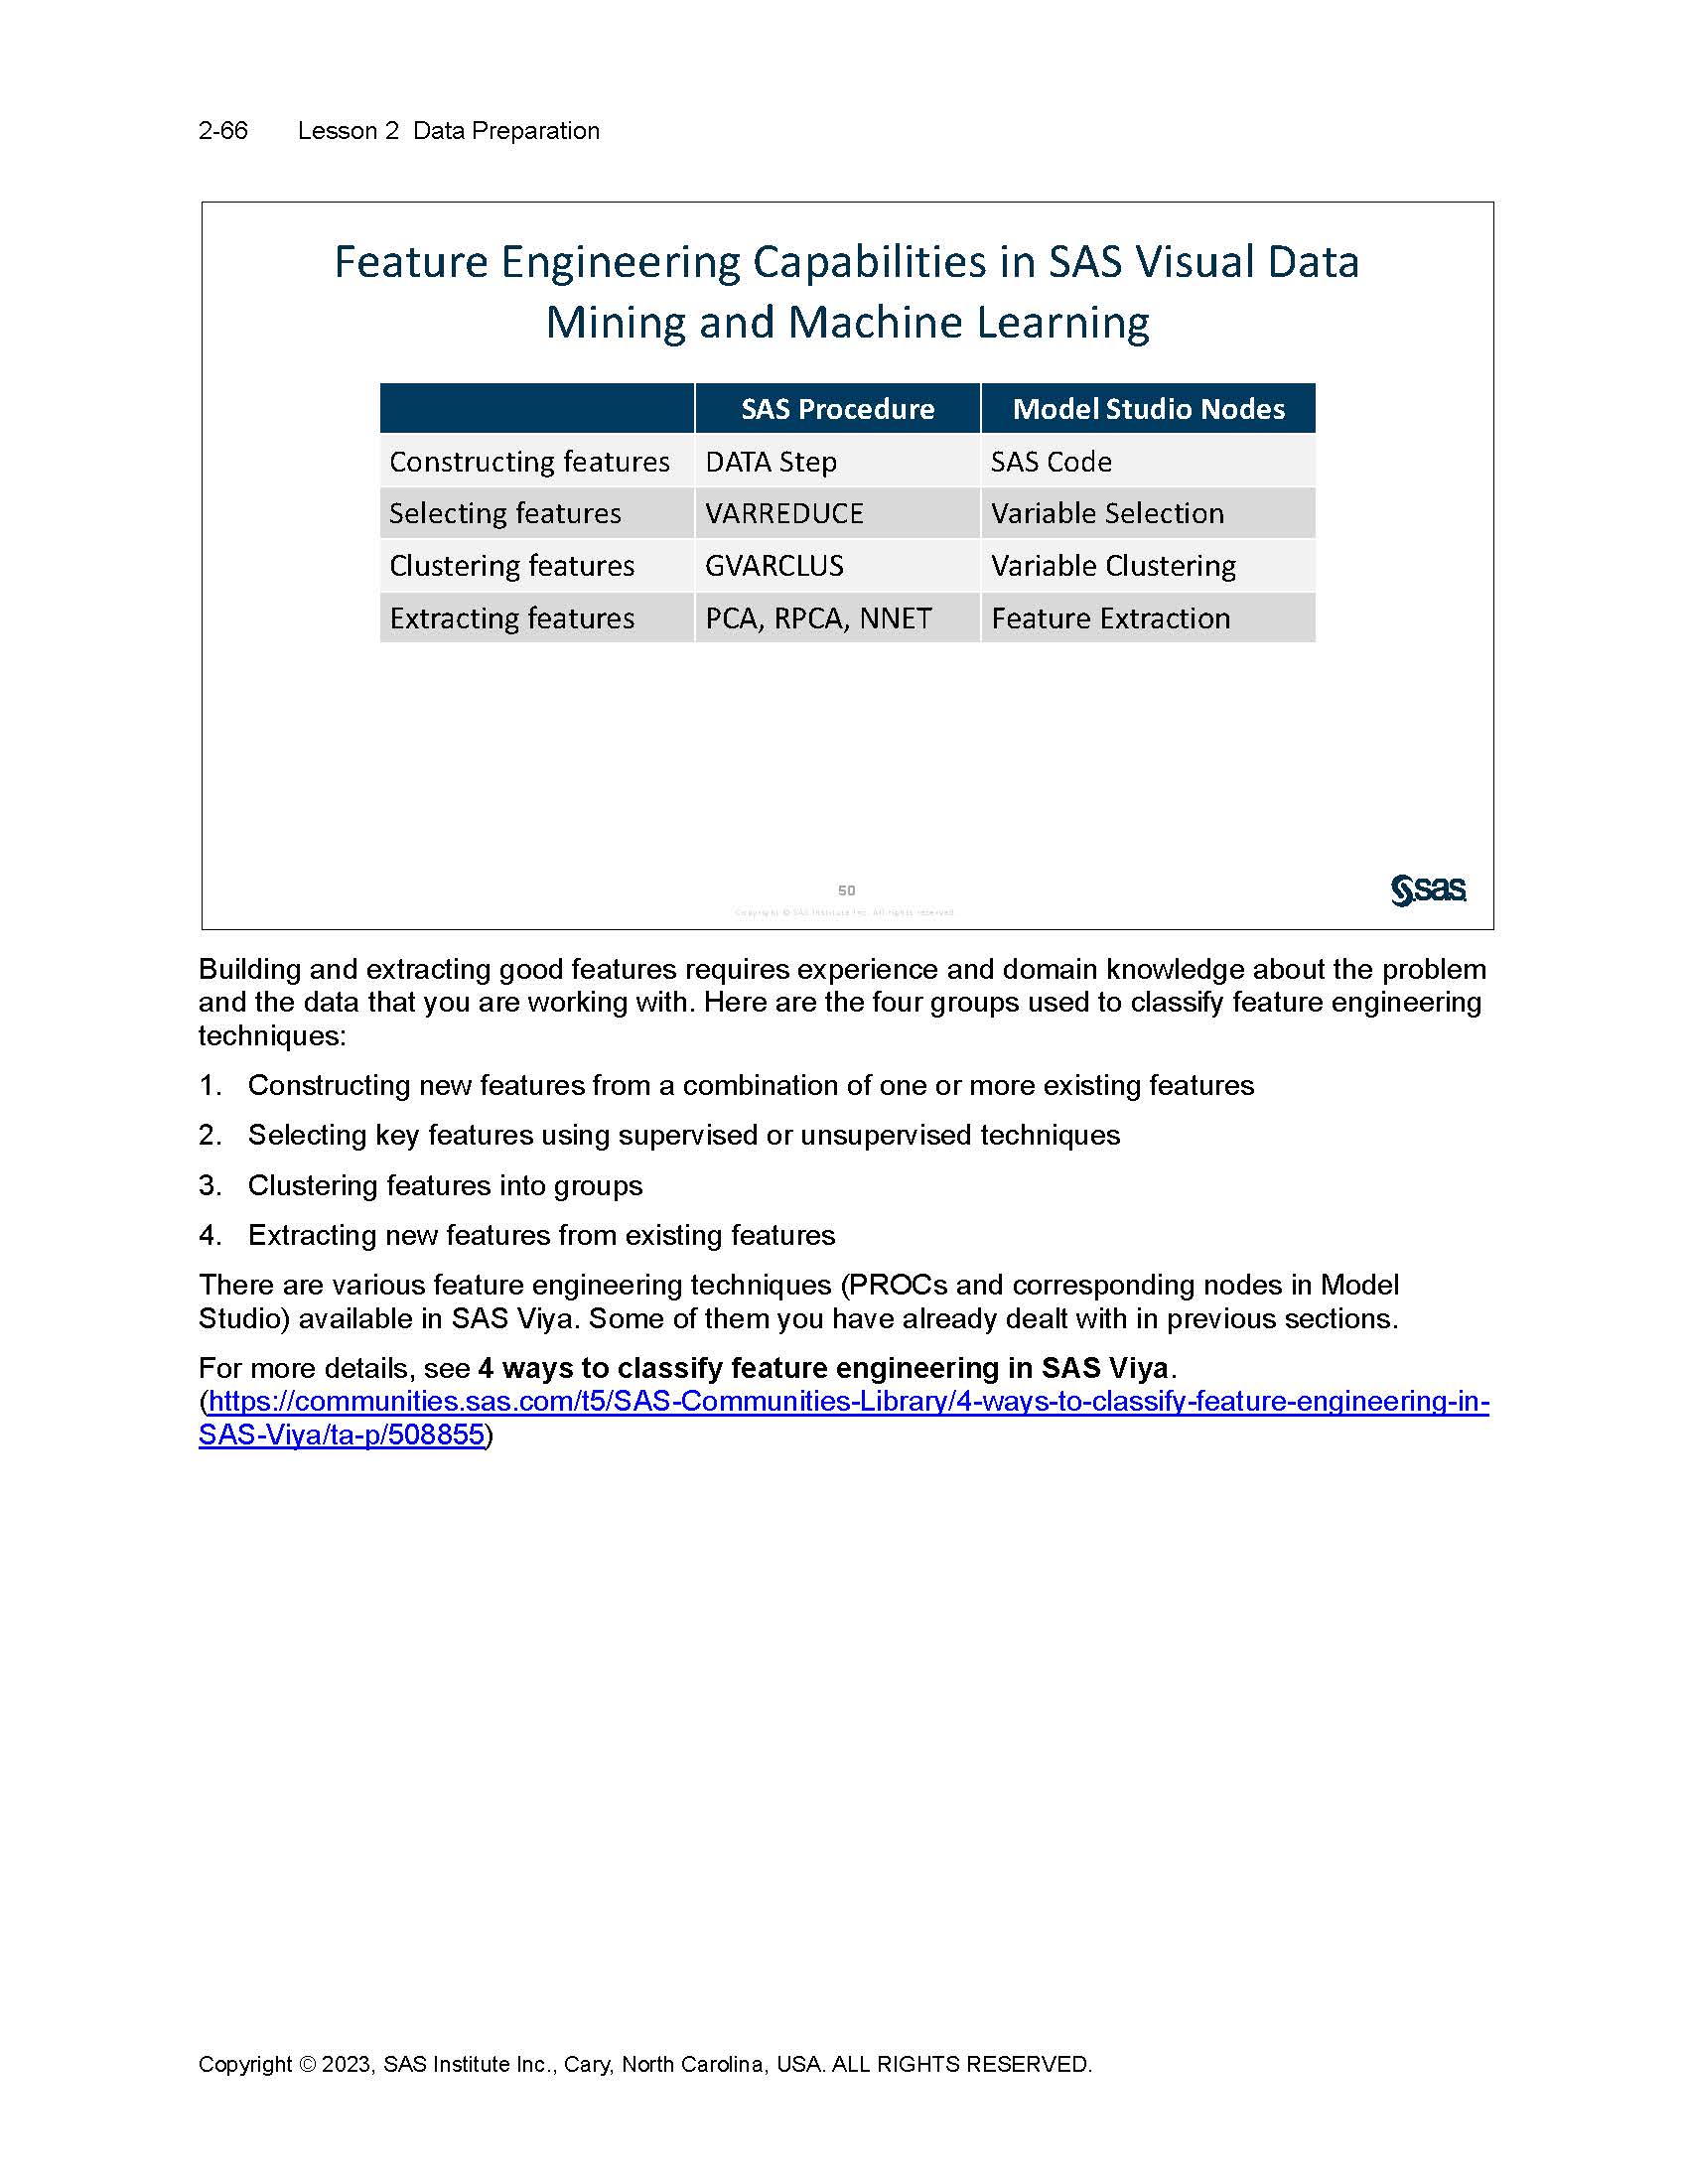 2-66 Lesson 2 Data Preparation
Feature Engineering Capabilities in SAS Visual Data
Mining and Machine Learning
SAS Procedure Model Studio Nodes
Constructing features DATA Step SAS Code
Selecting features VARREDUCE Variable Selection
Clustering features GVARCLUS Variable Clustering
Extracting features PCA, RPCA, NNET Feature Extraction
50
Copyright © SAS Institute Inc. All rights reserved.
sas
Building and extracting good features requires experience and domain knowledge about the problem
and the data that you are working with. Here are the four groups used to classify feature engineering
techniques:
1. Constructing new features from a combination of one or more existing features
2. Selecting key features using supervised or unsupervised techniques
3. Clustering features into groups
4. Extracting new features from existing features
There are various feature engineering techniques (PROCs and corresponding nodes in Model
Studio) available in SAS Viya. Some of them you have already dealt with in previous sections.
For more details, see 4 ways to classify feature engineering in SAS Viya.
(https://communities.sas.com/t5/SAS-Communities-Library/4-ways-to-classify-feature-engineering-in-
SAS-Viya/ta-p/508855)
Copyright © 2023, SAS Institute Inc., Cary, North Carolina, USA. ALL RIGHTS RESERVED.